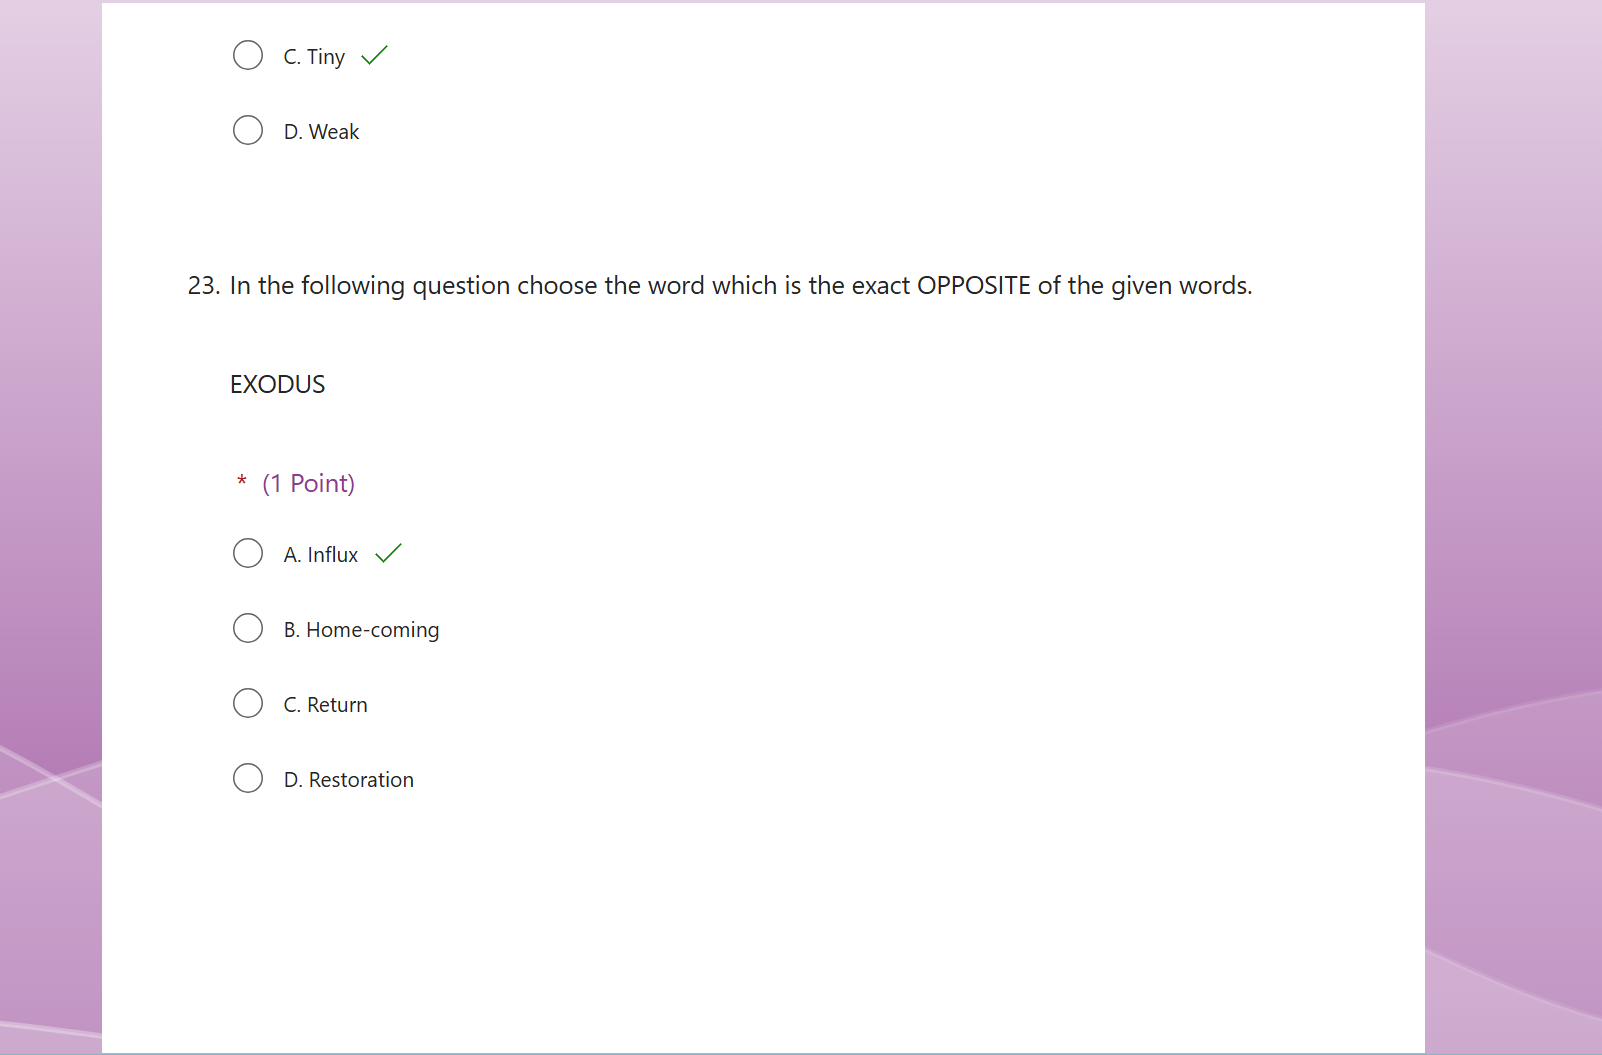 C. Tiny
D. Weak
23. In the following question choose the word which is the exact OPPOSITE of the given words.
EXODUS
* (1 Point)
A. Influx
B. Home-coming
C. Return
D. Restoration